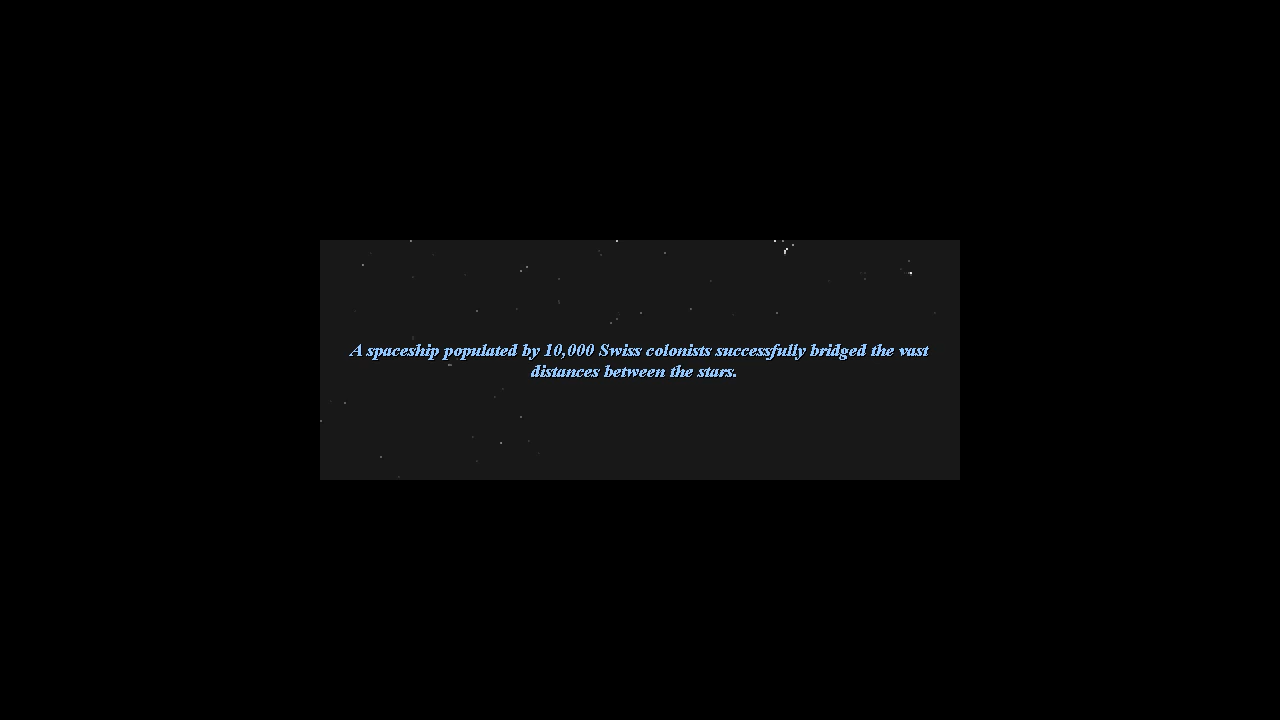 A spaceship populated by 10,000 Swiss colonists successfully bridged the vast
distances between the stars.